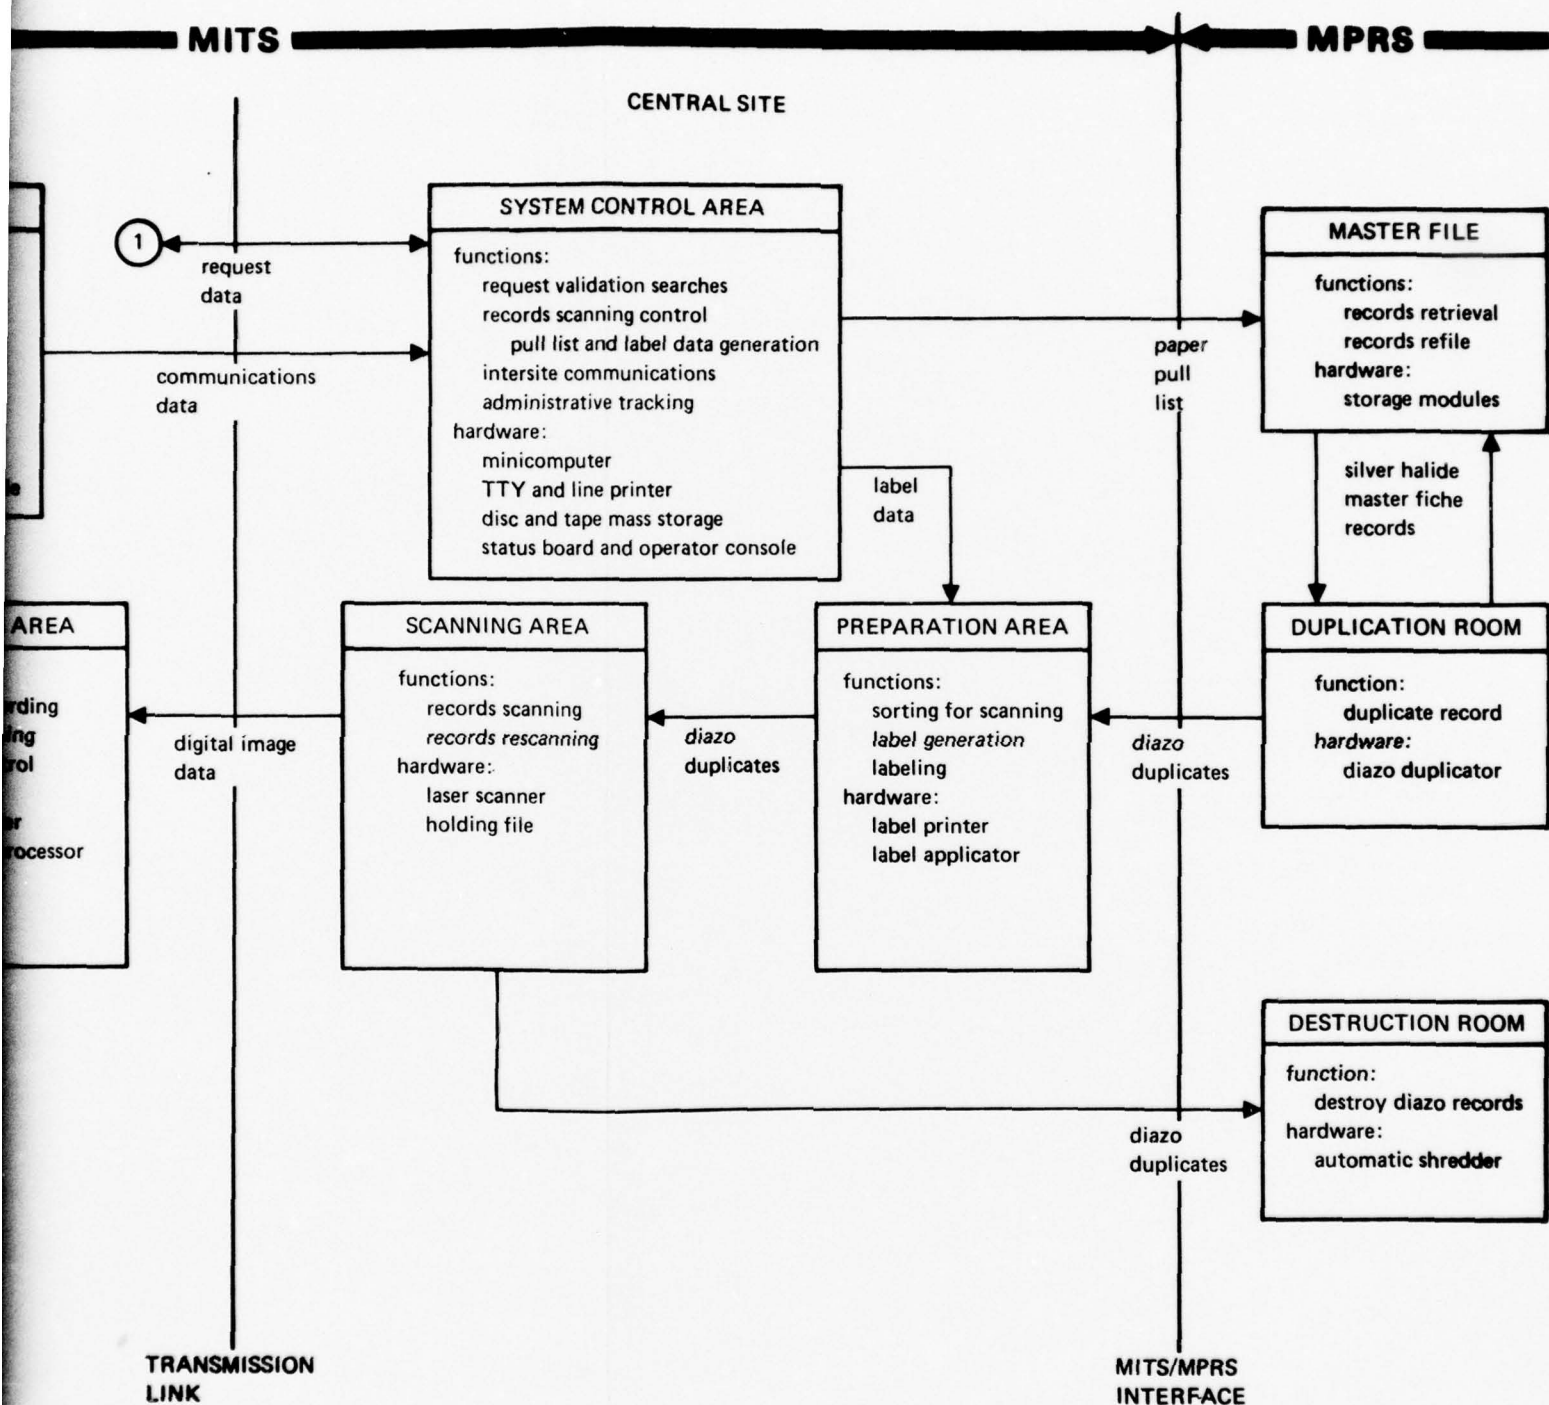 MITS
MPRS
CENTRAL SITE
1
request
data
communications
data
SYSTEM CONTROL AREA
functions:
request validation searches
records scanning control
pull list and label data generation
intersite communications
administrative tracking
hardware:
minicomputer
TTY and line printer
disc and tape mass storage
status board and operator console
label
data
paper
pull
list
MASTER FILE
functions:
records retrieval
records refile
hardware:
storage modules
silver halide
master fiche
records
AREA
digital image
data
SCANNING AREA
functions:
records scanning
records rescanning
hardware:
laser scanner
holding file
diazo
duplicates
PREPARATION AREA
functions:
sorting for scanning
label generation
labeling
hardware:
label printer
label applicator
diazo
duplicates
DUPLICATION ROOM
function:
duplicate record
hardware:
diazo duplicator
diazo
duplicates
DESTRUCTION ROOM
function:
destroy diazo records
hardware:
automatic shredder
TRANSMISSION
LINK
MITS/MPRS
INTERFACE